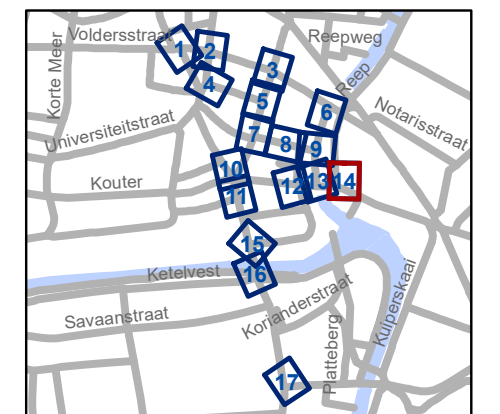 Voldersstraat
Reepweg
Korte Meer
1
2
3
4
Reep
5
6
Notarisstraat
Universiteitstraat
7
8
9
10
Kouter
11
12
13
14
15
Ketelvest
16
Savaanstraat
Korianderstraat
Kuiperskaai
Platteberg
17